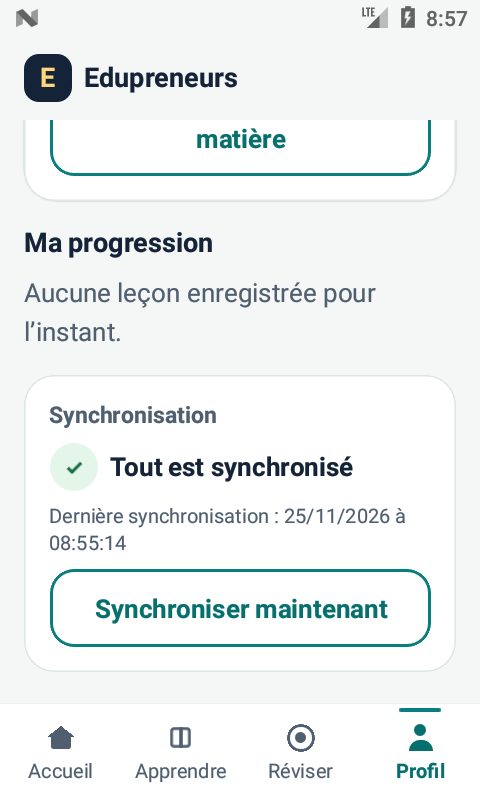 LTE 8:57
E Edupreneurs
matière
Ma progression
Aucune leçon enregistrée pour
l’instant.
Synchronisation
Tout est synchronisé
Dernière synchronisation : 25/11/2026 à
08:55:14
Synchroniser maintenant
Accueil Apprendre Réviser Profil